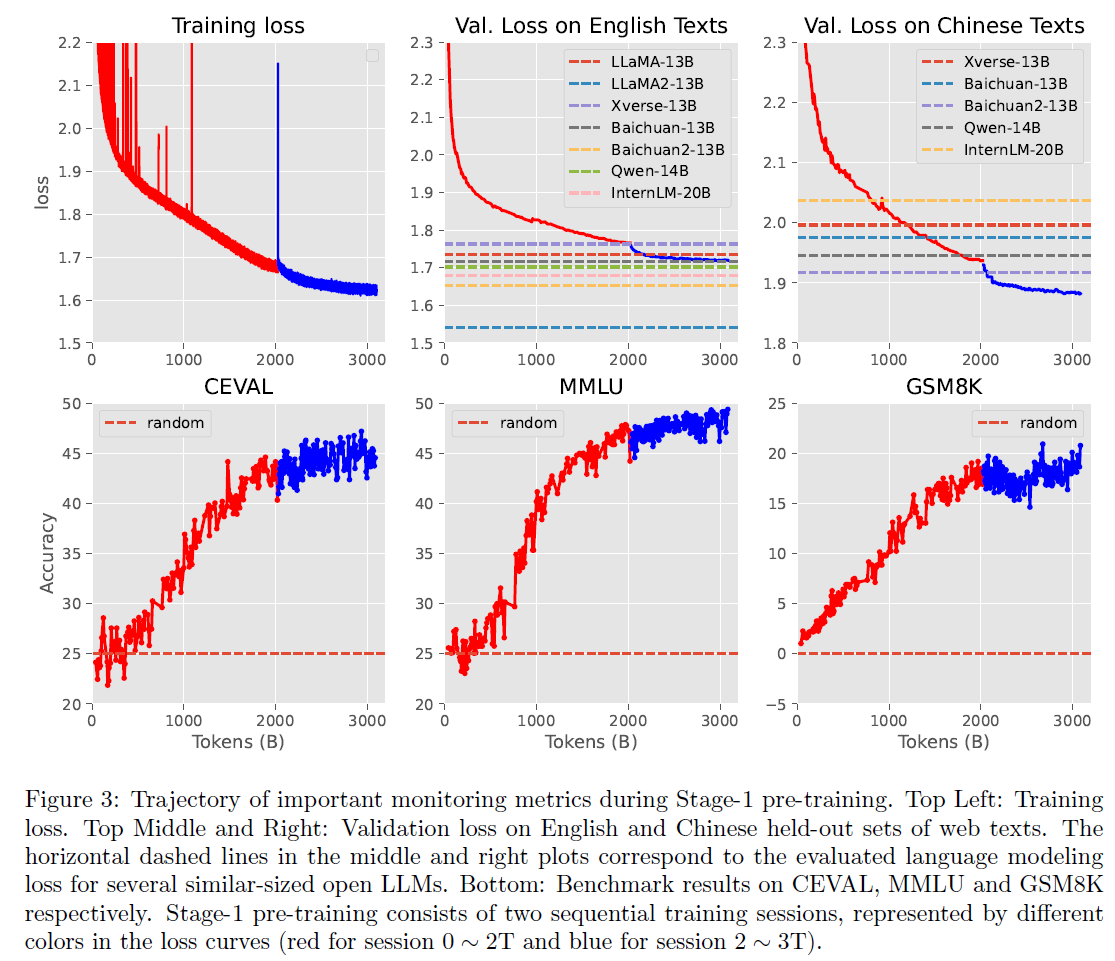 Training loss
Val. Loss on English Texts
Val. Loss on Chinese Texts
loss
2.2
2.1
2.0
1.9
1.8
1.7
1.6
1.5
0
1000
2000
3000
2.3
2.2
2.1
2.0
1.9
1.8
1.7
1.6
1.5
0
1000
2000
3000
LLaMA-13B
LLaMA2-13B
Xverse-13B
Baichuan-13B
Baichuan2-13B
Qwen-14B
InternLM-20B
2.3
2.2
2.1
2.0
1.9
1.8
0
1000
2000
3000
Xverse-13B
Baichuan-13B
Baichuan2-13B
Qwen-14B
InternLM-20B
CEVAL
MMLU
GSM8K
Accuracy
50
45
40
35
30
25
20
0
1000
2000
3000
random
Tokens (B)
50
45
40
35
30
25
20
0
1000
2000
3000
random
Tokens (B)
25
20
15
10
5
0
−5
0
1000
2000
3000
random
Tokens (B)
Figure 3: Trajectory of important monitoring metrics during Stage-1 pre-training. Top Left: Training
loss. Top Middle and Right: Validation loss on English and Chinese held-out sets of web texts. The
horizontal dashed lines in the middle and right plots correspond to the evaluated language modeling
loss for several similar-sized open LLMs. Bottom: Benchmark results on CEVAL, MMLU and GSM8K
respectively. Stage-1 pre-training consists of two sequential training sessions, represented by different
colors in the loss curves (red for session 0 ∼ 2T and blue for session 2 ∼ 3T).